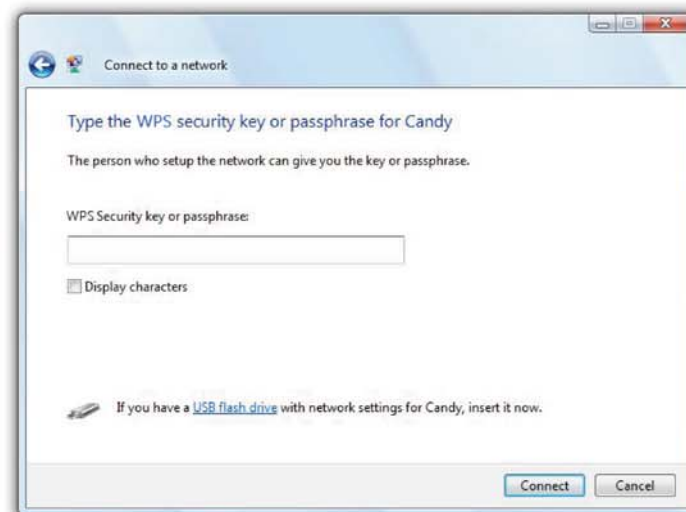 Connect to a network
Type the WPS security key or passphrase for Candy
The person who setup the network can give you the key or passphrase.
WPS Security key or passphrase:
Display characters
If you have a USB flash drive with network settings for Candy, insert it now.
Connect Cancel